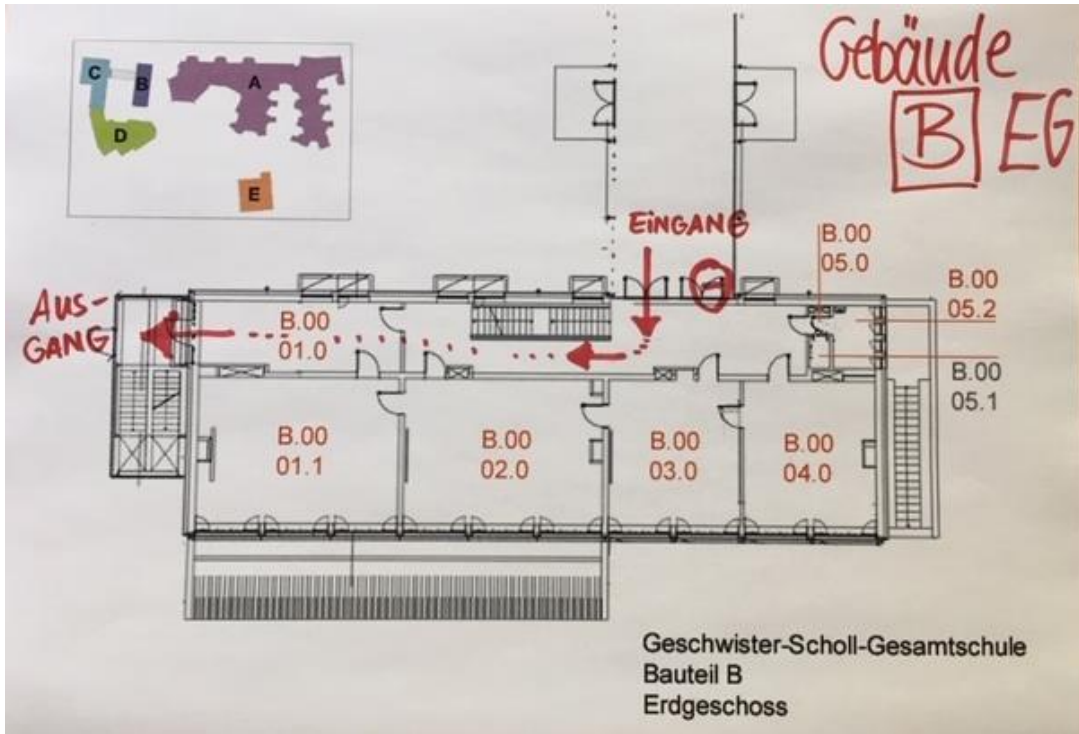 C
B
A
D
E
Gebäude
B EG
EINGANG
B.00
05.0
B.00
05.2
B.00
05.1
AUS-
GANG
B.00
01.0
B.00
01.1
B.00
02.0
B.00
03.0
B.00
04.0
Geschwister-Scholl-Gesamtschule
Bauteil B
Erdgeschoss